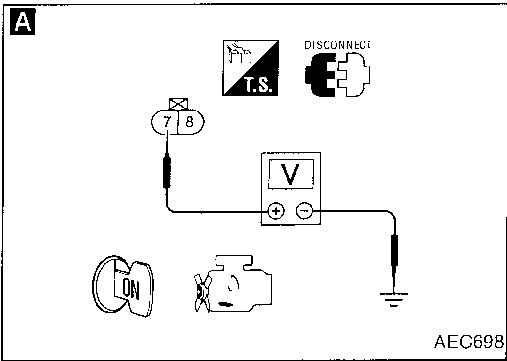 A
DISCONNECT
T.S.
7 8
V
+ −
ON
AEC698